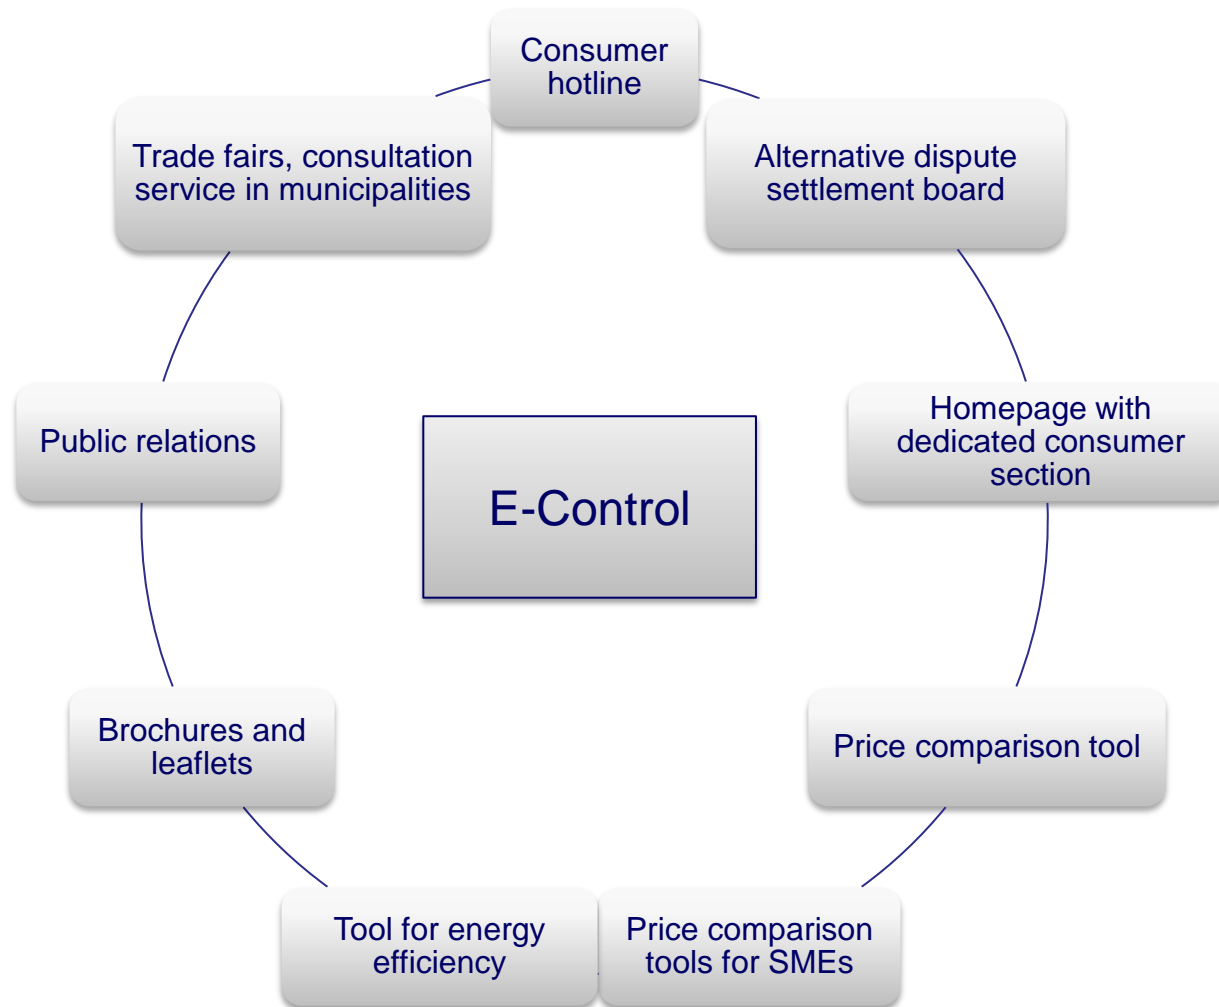 Consumer
hotline
Alternative dispute
settlement board
Homepage with
dedicated consumer
section
Price comparison tool
Price comparison
tools for SMEs
Tool for energy
efficiency
Brochures and
leaflets
Public relations
Trade fairs, consultation
service in municipalities
E-Control